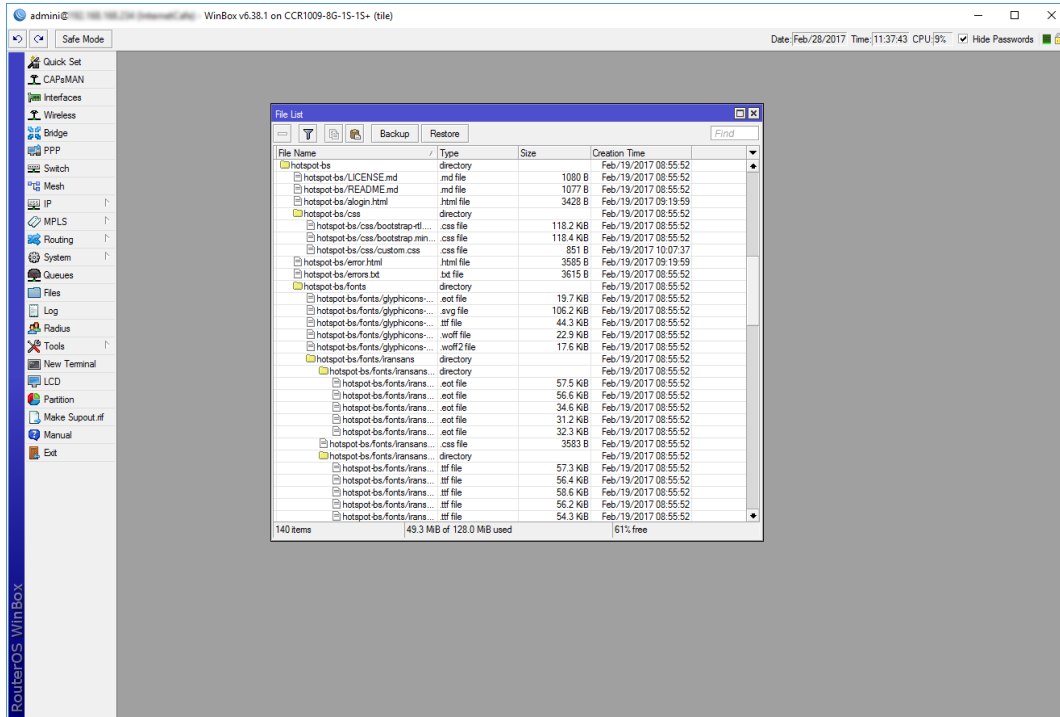 admini@ WinBox v6.38.1 on CCR1009-8G-1S-1S+ (tile)
Safe Mode Date: Feb/28/2017 Time: 11:37:43 CPU: 9% Hide Passwords
Quick Set
CAPsMAN
Interfaces
Wireless
Bridge
PPP
Switch
Mesh
IP
MPLS
Routing
System
Queues
Files
Log
Radius
Tools
New Terminal
LCD
Partition
Make Supout.rif
Manual
Exit
RouterOS WinBox
File List
Backup Restore Find
File Name / Type Size Creation Time
hotspot-bs directory Feb/19/2017 08:55:52
hotspot-bs/LICENSE.md .md file 1080 B Feb/19/2017 08:55:52
hotspot-bs/README.md .md file 1077 B Feb/19/2017 08:55:52
hotspot-bs/alogin.html .html file 3428 B Feb/19/2017 09:19:59
hotspot-bs/css directory Feb/19/2017 08:55:52
hotspot-bs/css/bootstrap-rtl.... .css file 118.2 KiB Feb/19/2017 08:55:52
hotspot-bs/css/bootstrap.min... .css file 118.4 KiB Feb/19/2017 08:55:52
hotspot-bs/css/custom.css .css file 851 B Feb/19/2017 10:07:37
hotspot-bs/error.html .html file 3585 B Feb/19/2017 09:19:59
hotspot-bs/errors.txt .txt file 3615 B Feb/19/2017 08:55:52
hotspot-bs/fonts directory Feb/19/2017 08:55:52
hotspot-bs/fonts/glyphicons-... .eot file 19.7 KiB Feb/19/2017 08:55:52
hotspot-bs/fonts/glyphicons-... .svg file 106.2 KiB Feb/19/2017 08:55:52
hotspot-bs/fonts/glyphicons-... .ttf file 44.3 KiB Feb/19/2017 08:55:52
hotspot-bs/fonts/glyphicons-... .woff file 22.9 KiB Feb/19/2017 08:55:52
hotspot-bs/fonts/glyphicons-... .woff2 file 17.6 KiB Feb/19/2017 08:55:52
hotspot-bs/fonts/iransans directory Feb/19/2017 08:55:52
hotspot-bs/fonts/iransans... directory Feb/19/2017 08:55:52
hotspot-bs/fonts/irans... .eot file 57.5 KiB Feb/19/2017 08:55:52
hotspot-bs/fonts/irans... .eot file 56.6 KiB Feb/19/2017 08:55:52
hotspot-bs/fonts/irans... .eot file 34.6 KiB Feb/19/2017 08:55:52
hotspot-bs/fonts/irans... .eot file 31.2 KiB Feb/19/2017 08:55:52
hotspot-bs/fonts/irans... .eot file 32.3 KiB Feb/19/2017 08:55:52
hotspot-bs/fonts/iransans... .css file 3583 B Feb/19/2017 08:55:52
hotspot-bs/fonts/iransans... directory Feb/19/2017 08:55:52
hotspot-bs/fonts/irans... .ttf file 57.3 KiB Feb/19/2017 08:55:52
hotspot-bs/fonts/irans... .ttf file 56.4 KiB Feb/19/2017 08:55:52
hotspot-bs/fonts/irans... .ttf file 58.6 KiB Feb/19/2017 08:55:52
hotspot-bs/fonts/irans... .ttf file 56.2 KiB Feb/19/2017 08:55:52
hotspot-bs/fonts/irans... .ttf file 54.3 KiB Feb/19/2017 08:55:52
140 items 49.3 MiB of 128.0 MiB used 61% free